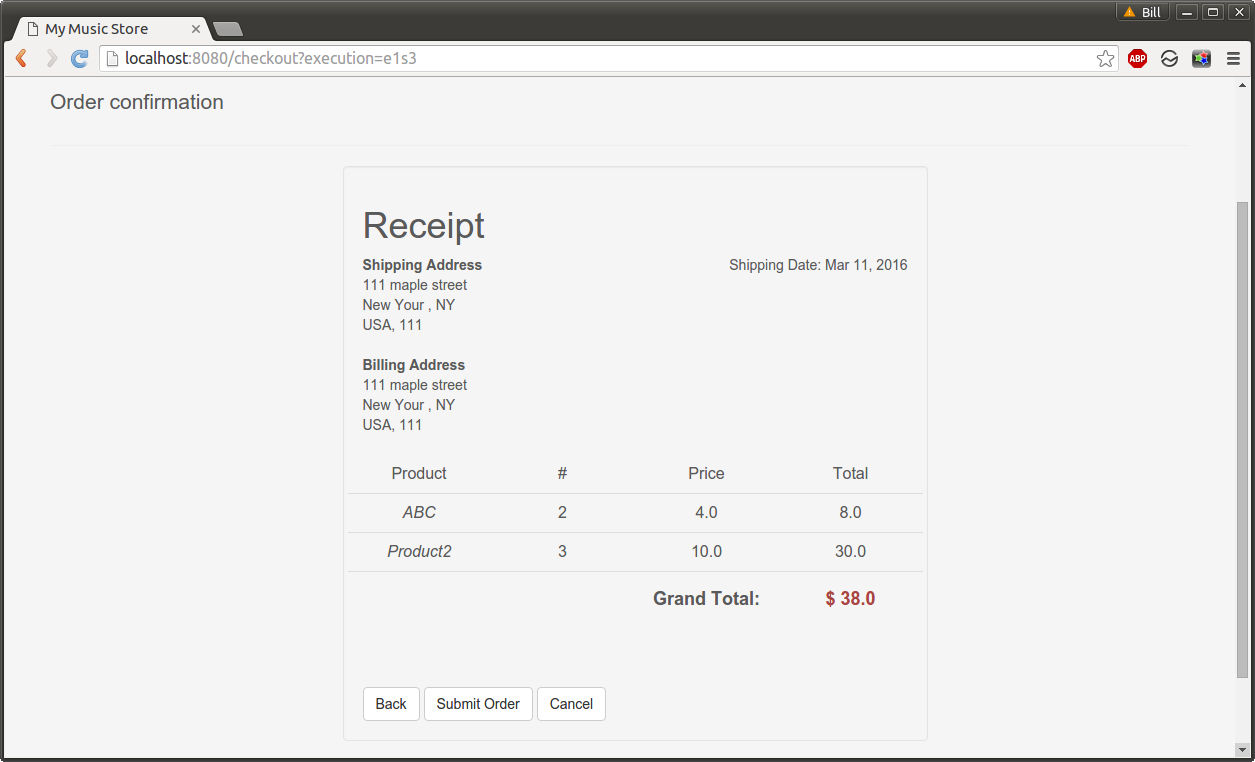 Bill
My Music Store
localhost:8080/checkout?execution=e1s3
ABP
Order confirmation
Receipt
Shipping Address Shipping Date: Mar 11, 2016
111 maple street
New Your , NY
USA, 111
Billing Address
111 maple street
New Your , NY
USA, 111
Product # Price Total
ABC 2 4.0 8.0
Product2 3 10.0 30.0
Grand Total: $ 38.0
Back Submit Order Cancel